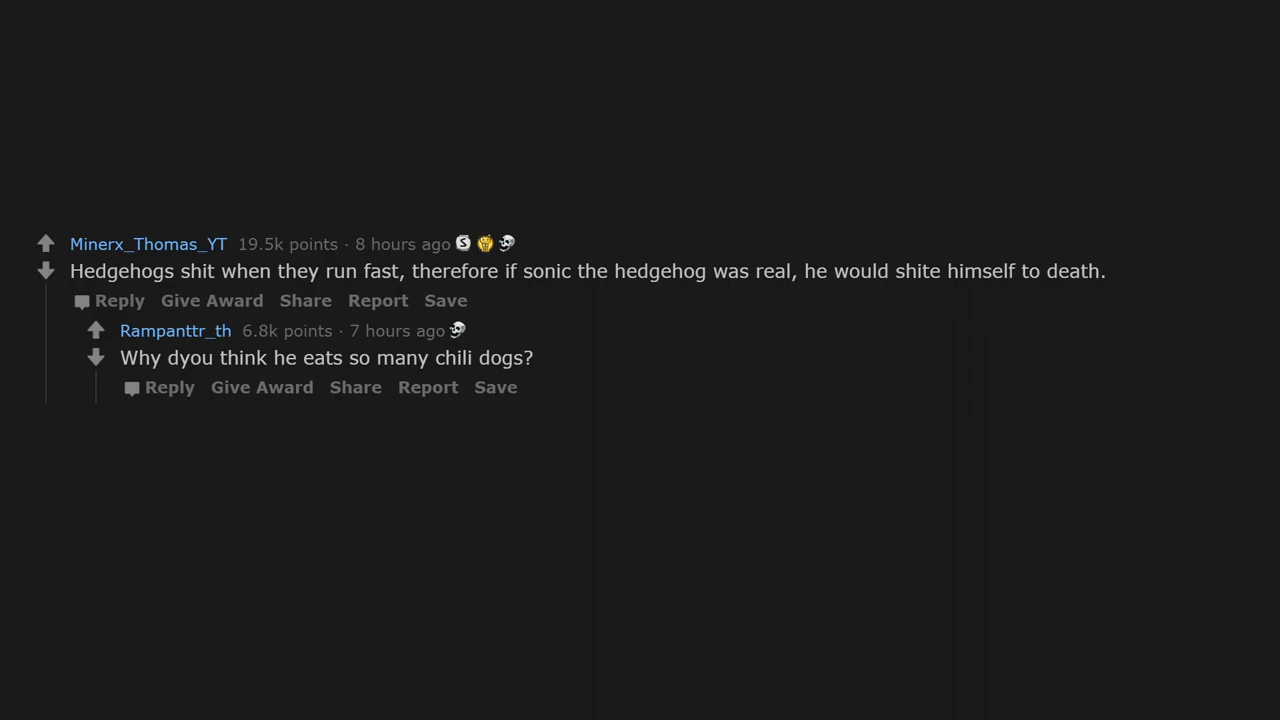 Minerx_Thomas_YT 19.5k points · 8 hours ago
Hedgehogs shit when they run fast, therefore if sonic the hedgehog was real, he would shite himself to death.
Reply Give Award Share Report Save
Rampanttr_th 6.8k points · 7 hours ago
Why dyou think he eats so many chili dogs?
Reply Give Award Share Report Save